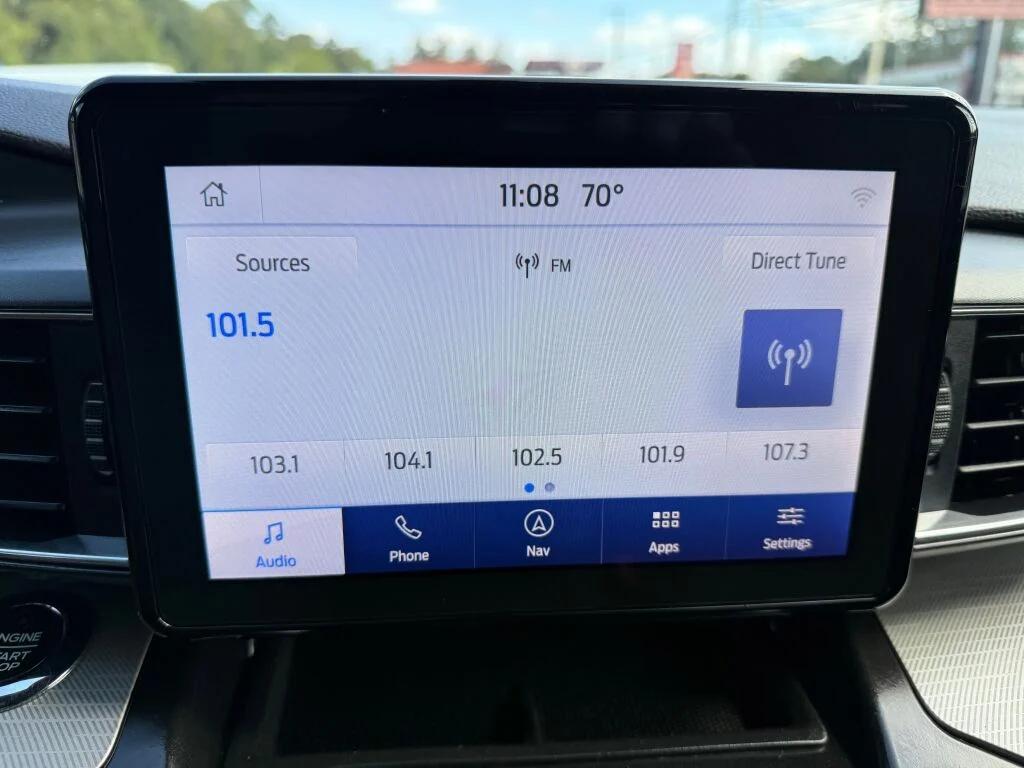 11:08 70°
Sources FM Direct Tune
101.5
103.1 104.1 102.5 101.9 107.3
Audio Phone Nav Apps Settings